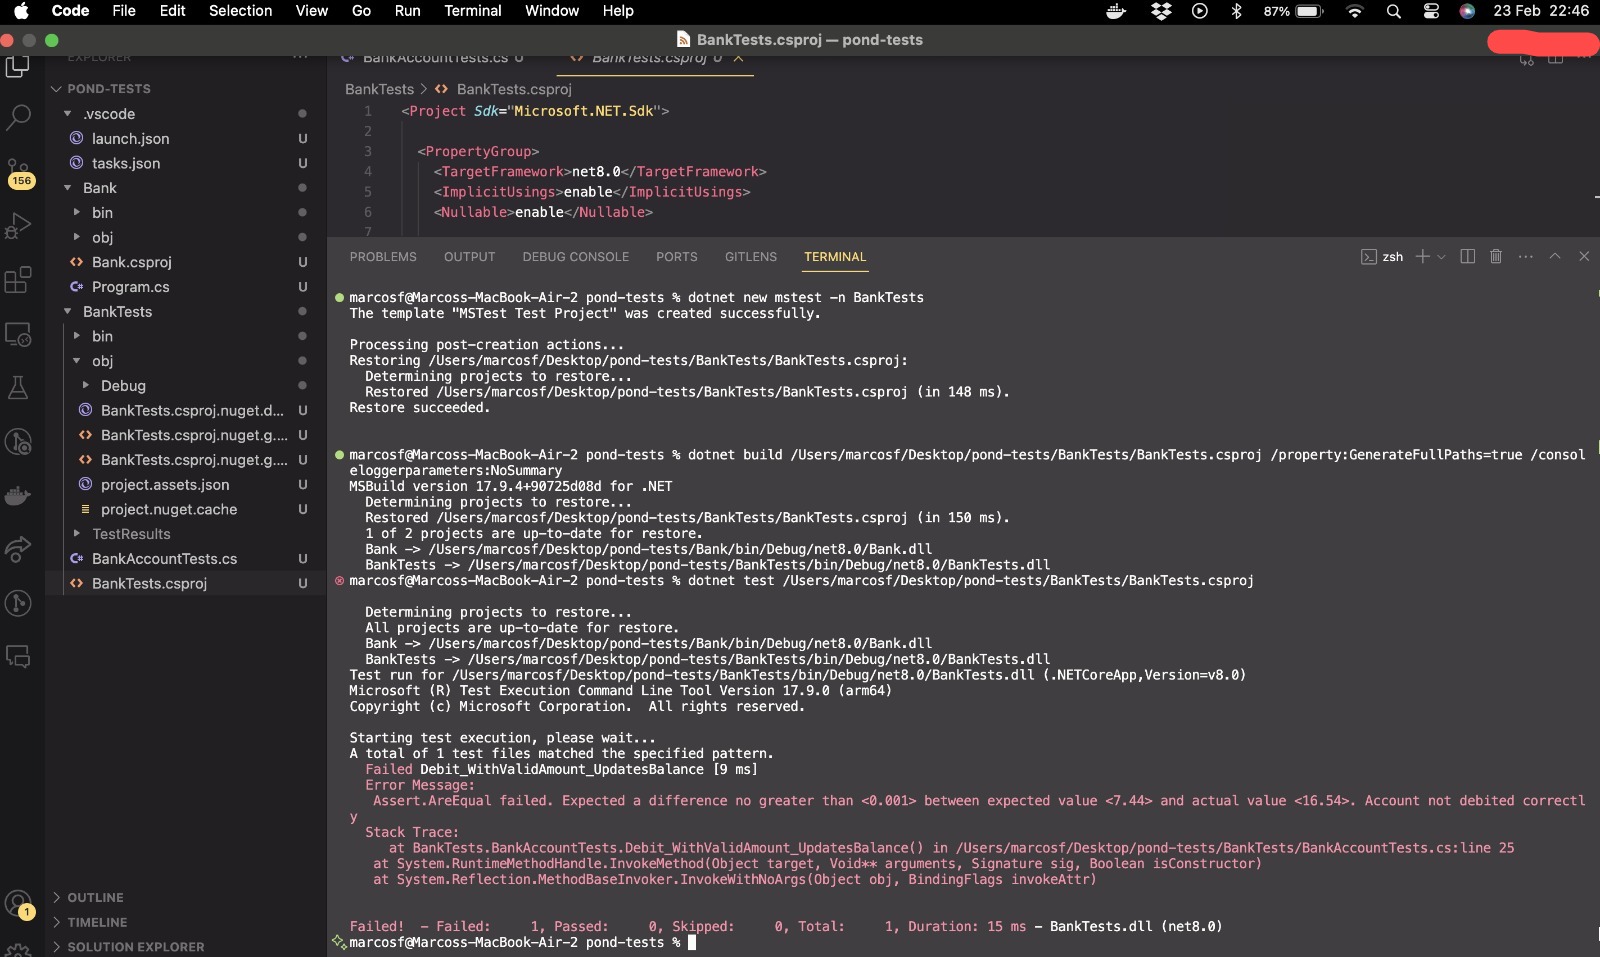 Code File Edit Selection View Go Run Terminal Window Help 87% 23 Feb 22:46
BankTests.csproj — pond-tests
EXPLORER
POND-TESTS
.vscode
launch.json U
tasks.json U
Bank
bin
obj
Bank.csproj U
Program.cs U
BankTests
bin
obj
Debug
BankTests.csproj.nuget.d... U
BankTests.csproj.nuget.g.... U
BankTests.csproj.nuget.g.... U
project.assets.json U
project.nuget.cache U
TestResults
BankAccountTests.cs U
BankTests.csproj U
OUTLINE
TIMELINE
SOLUTION EXPLORER
156
1
BankAccountTests.cs U BankTests.csproj U
BankTests > BankTests.csproj
1 <Project Sdk="Microsoft.NET.Sdk">
2
3 <PropertyGroup>
4 <TargetFramework>net8.0</TargetFramework>
5 <ImplicitUsings>enable</ImplicitUsings>
6 <Nullable>enable</Nullable>
7
PROBLEMS OUTPUT DEBUG CONSOLE PORTS GITLENS TERMINAL zsh
marcosf@Marcoss-MacBook-Air-2 pond-tests % dotnet new mstest -n BankTests
The template "MSTest Test Project" was created successfully.
Processing post-creation actions...
Restoring /Users/marcosf/Desktop/pond-tests/BankTests/BankTests.csproj:
Determining projects to restore...
Restored /Users/marcosf/Desktop/pond-tests/BankTests/BankTests.csproj (in 148 ms).
Restore succeeded.
marcosf@Marcoss-MacBook-Air-2 pond-tests % dotnet build /Users/marcosf/Desktop/pond-tests/BankTests/BankTests.csproj /property:GenerateFullPaths=true /consol
eloggerparameters:NoSummary
MSBuild version 17.9.4+90725d08d for .NET
Determining projects to restore...
Restored /Users/marcosf/Desktop/pond-tests/BankTests/BankTests.csproj (in 150 ms).
1 of 2 projects are up-to-date for restore.
Bank -> /Users/marcosf/Desktop/pond-tests/Bank/bin/Debug/net8.0/Bank.dll
BankTests -> /Users/marcosf/Desktop/pond-tests/BankTests/bin/Debug/net8.0/BankTests.dll
marcosf@Marcoss-MacBook-Air-2 pond-tests % dotnet test /Users/marcosf/Desktop/pond-tests/BankTests/BankTests.csproj
Determining projects to restore...
All projects are up-to-date for restore.
Bank -> /Users/marcosf/Desktop/pond-tests/Bank/bin/Debug/net8.0/Bank.dll
BankTests -> /Users/marcosf/Desktop/pond-tests/BankTests/bin/Debug/net8.0/BankTests.dll
Test run for /Users/marcosf/Desktop/pond-tests/BankTests/bin/Debug/net8.0/BankTests.dll (.NETCoreApp,Version=v8.0)
Microsoft (R) Test Execution Command Line Tool Version 17.9.0 (arm64)
Copyright (c) Microsoft Corporation. All rights reserved.
Starting test execution, please wait...
A total of 1 test files matched the specified pattern.
Failed Debit_WithValidAmount_UpdatesBalance [9 ms]
Error Message:
Assert.AreEqual failed. Expected a difference no greater than <0.001> between expected value <7.44> and actual value <16.54>. Account not debited correctl
y
Stack Trace:
at BankTests.BankAccountTests.Debit_WithValidAmount_UpdatesBalance() in /Users/marcosf/Desktop/pond-tests/BankTests/BankAccountTests.cs:line 25
at System.RuntimeMethodHandle.InvokeMethod(Object target, Void** arguments, Signature sig, Boolean isConstructor)
at System.Reflection.MethodBaseInvoker.InvokeWithNoArgs(Object obj, BindingFlags invokeAttr)
Failed! - Failed: 1, Passed: 0, Skipped: 0, Total: 1, Duration: 15 ms - BankTests.dll (net8.0)
marcosf@Marcoss-MacBook-Air-2 pond-tests %